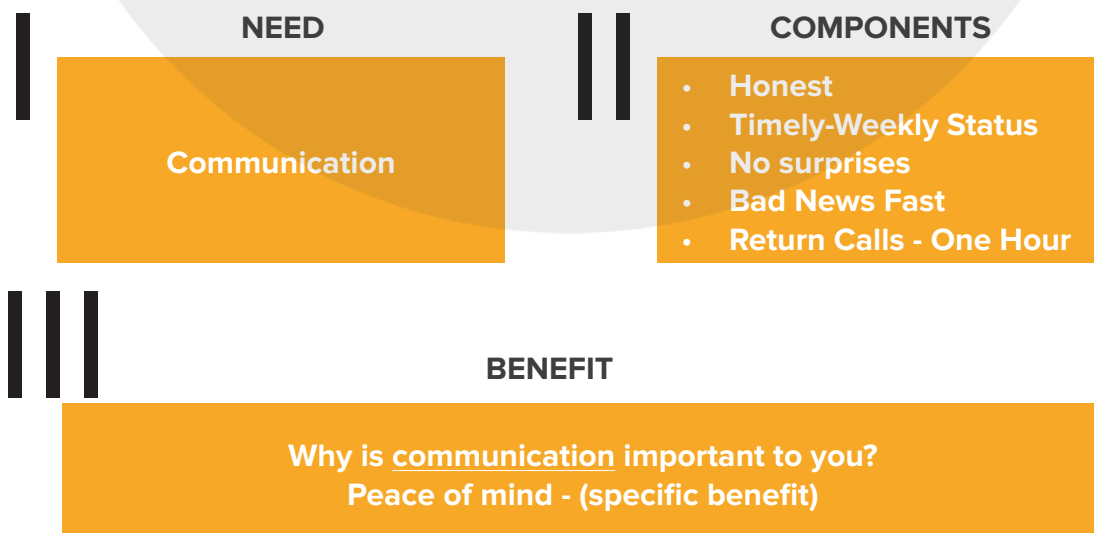 NEED
Communication
COMPONENTS
• Honest
• Timely-Weekly Status
• No surprises
• Bad News Fast
• Return Calls - One Hour
BENEFIT
Why is communication important to you?
Peace of mind - (specific benefit)